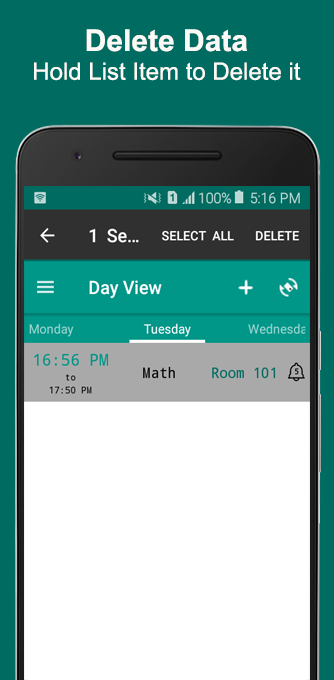 Delete Data
Hold List Item to Delete it
1 100% 5:16 PM
1 Se... SELECT ALL DELETE
Day View
Monday Tuesday Wednesda
16:56 PM
to
17:50 PM
Math Room 101 5